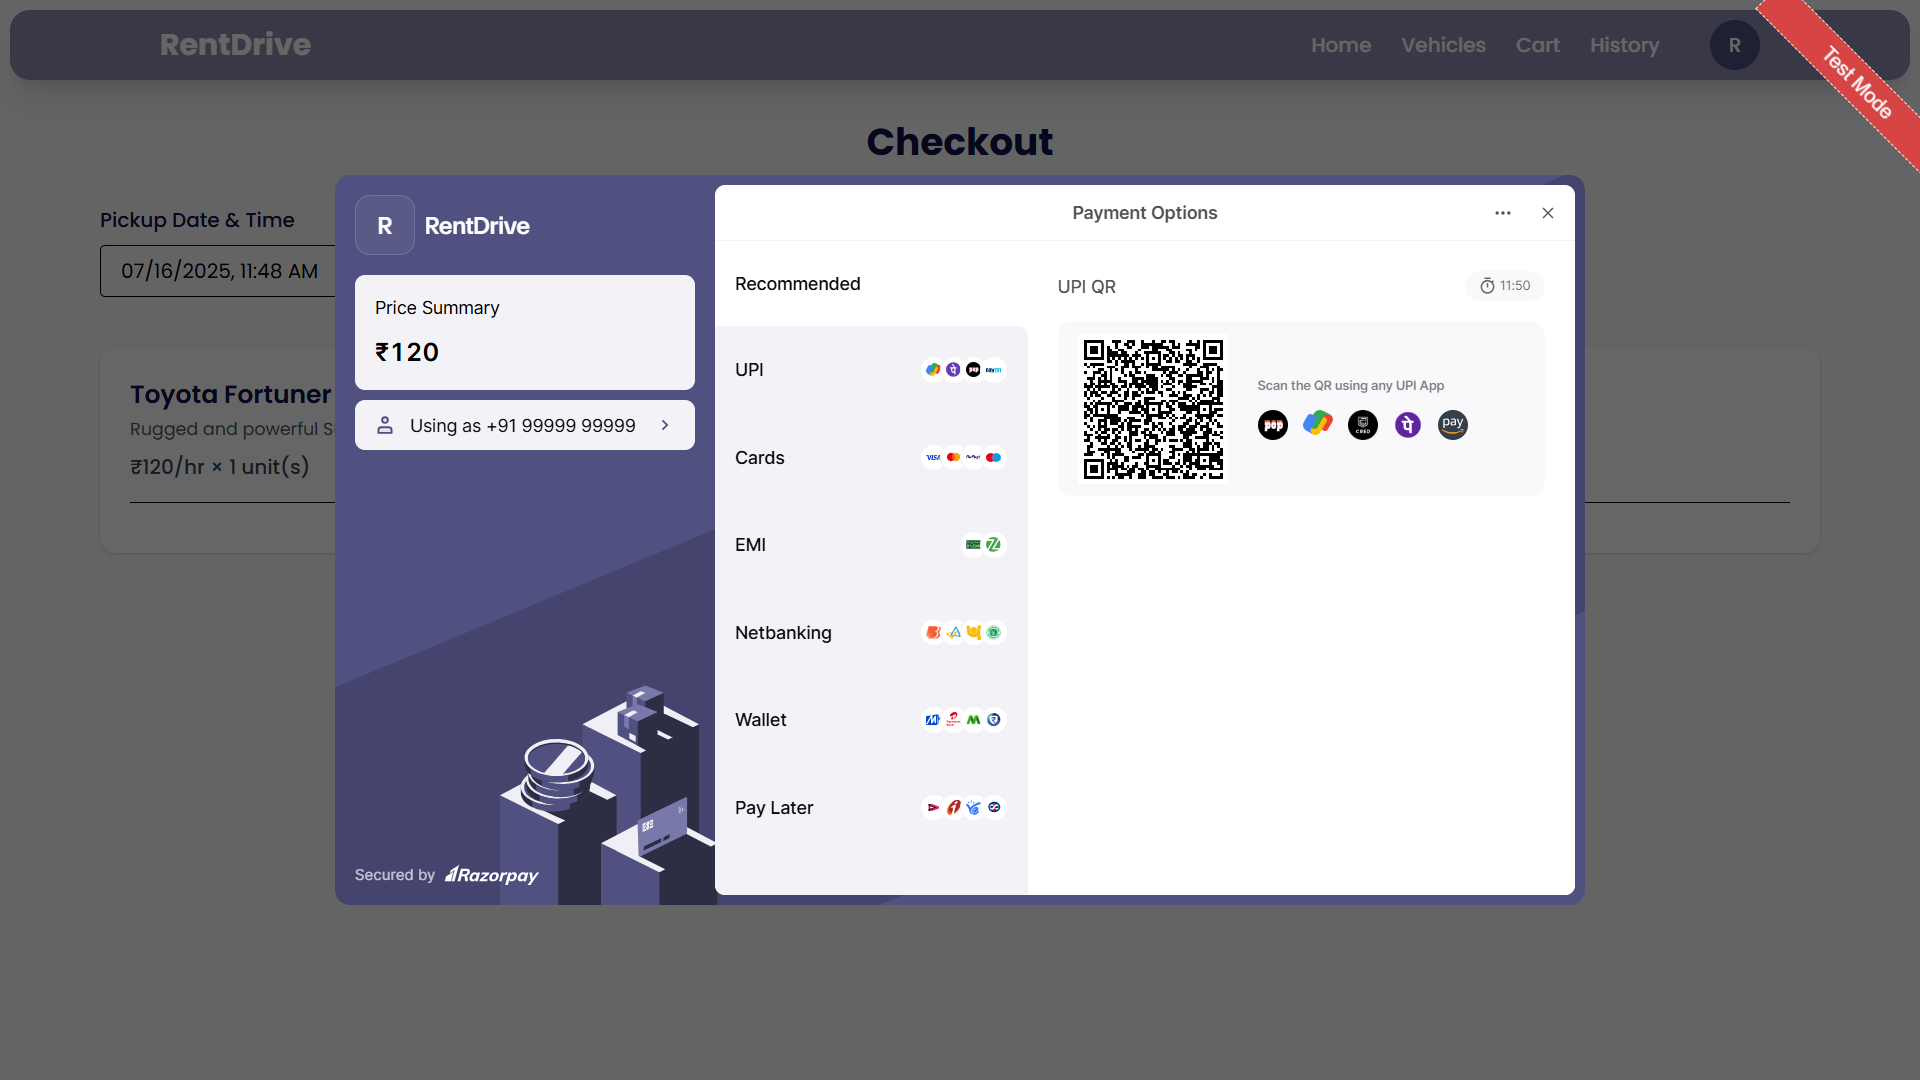 RentDrive
Home Vehicles Cart History R
Test Mode
Checkout
Pickup Date & Time
07/16/2025, 11:48 AM
Toyota Fortuner
Rugged and powerful
₹120/hr × 1 unit(s)
R RentDrive
Price Summary
₹120
Using as +91 99999 99999
Secured by Razorpay
Payment Options
Recommended
UPI
Cards
VISA
EMI
Netbanking
Wallet
Pay Later
UPI QR
11:50
Scan the QR using any UPI App
pop
CRED
पे
pay